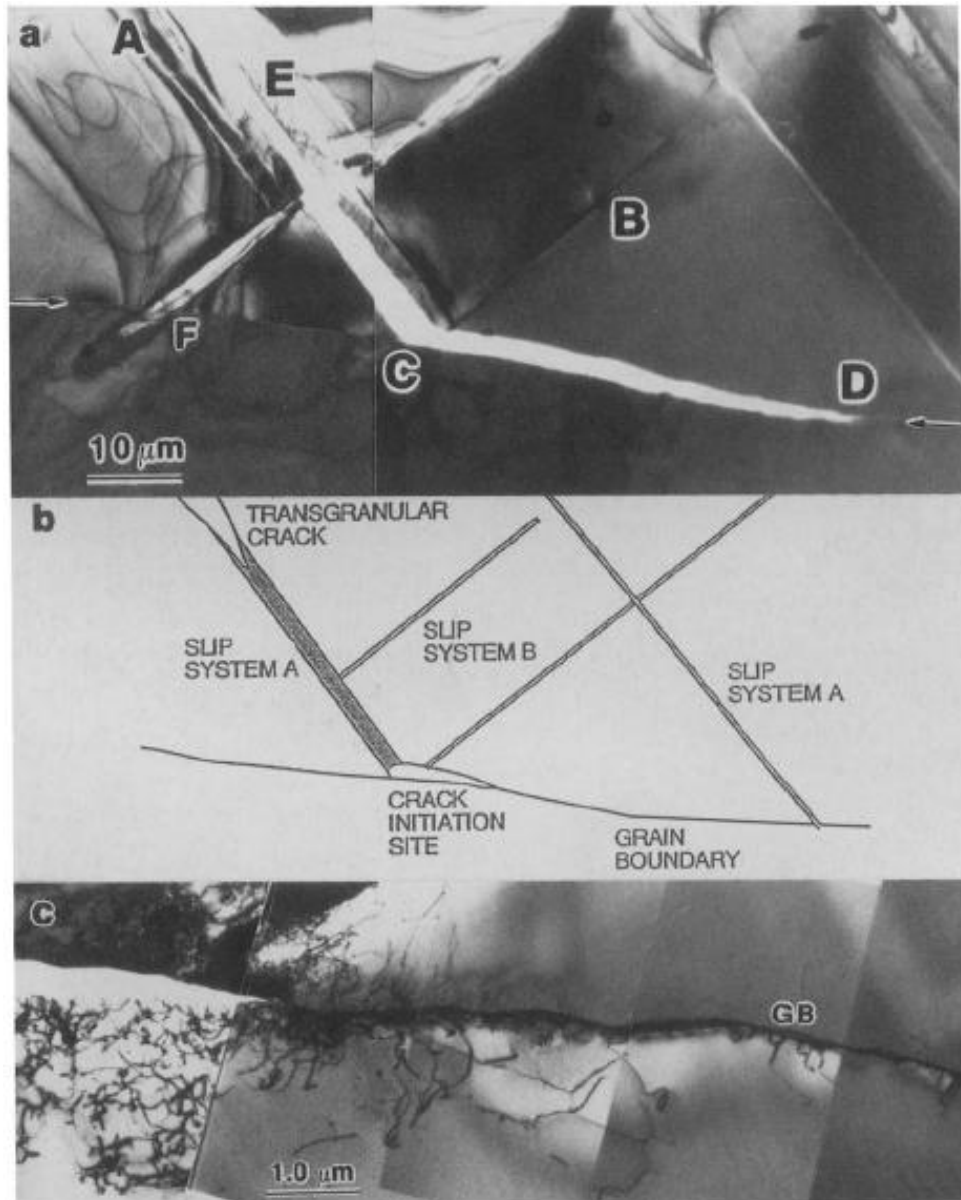 a
A
E
B
F
C
D
10 μm
b
TRANSGRANULAR
CRACK
SLIP
SYSTEM A
SLIP
SYSTEM B
SLIP
SYSTEM A
CRACK
INITIATION
SITE
GRAIN
BOUNDARY
C
GB
1.0 μm